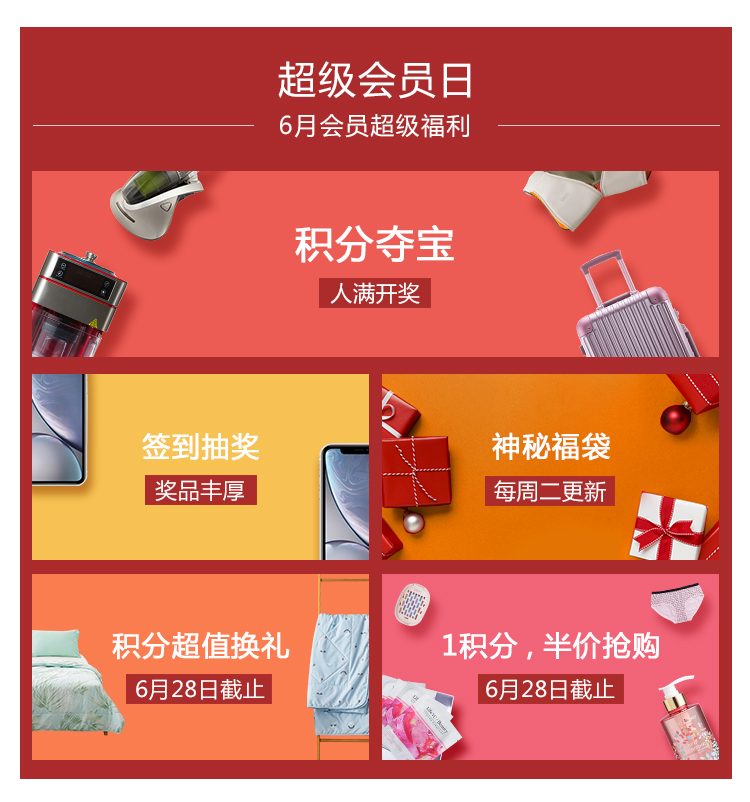 超级会员日
6月会员超级福利
积分夺宝
人满开奖
签到抽奖
奖品丰厚
神秘福袋
每周二更新
积分超值换礼
6月28日截止
1积分，半价抢购
6月28日截止